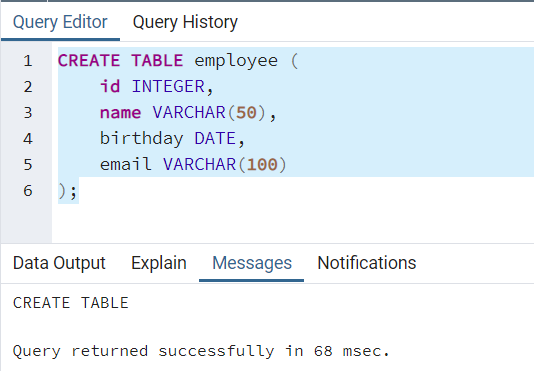 Query Editor Query History
1 CREATE TABLE employee (
2 id INTEGER,
3 name VARCHAR(50),
4 birthday DATE,
5 email VARCHAR(100)
6 );
Data Output Explain Messages Notifications
CREATE TABLE
Query returned successfully in 68 msec.